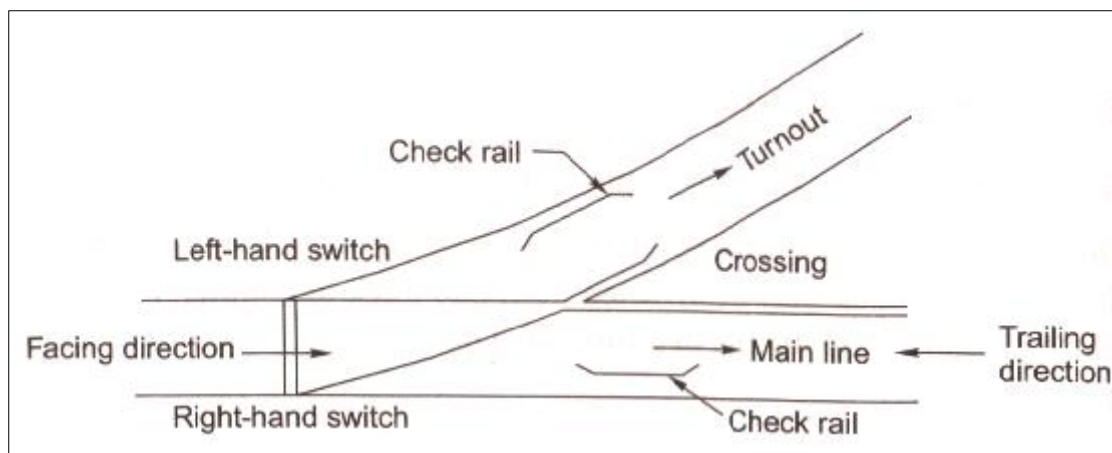 Turnout
Check rail
Left-hand switch
Crossing
Facing direction
Main line
Trailing
direction
Right-hand switch
Check rail